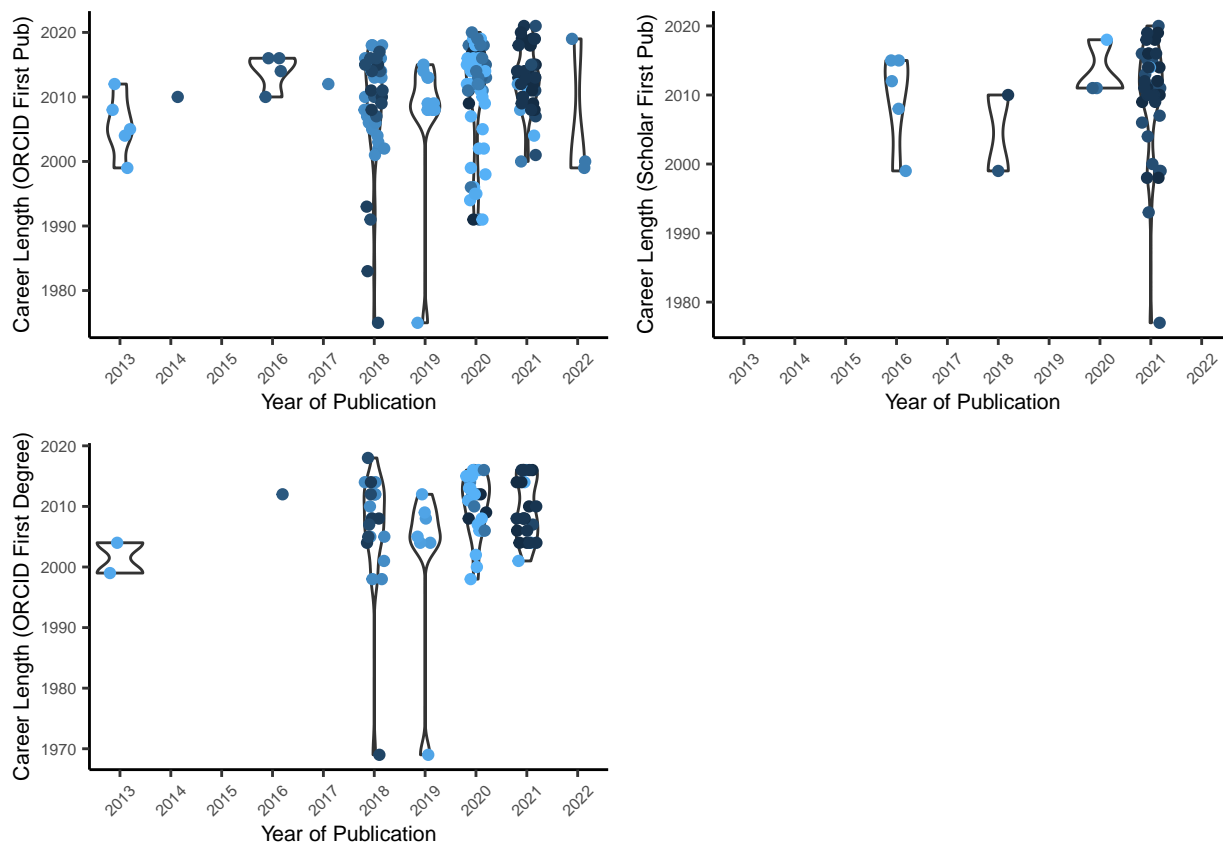 Career Length (ORCID First Pub)
2020
2010
2000
1990
1980
2013 2014 2015 2016 2017 2018 2019 2020 2021 2022
Year of Publication
Career Length (Scholar First Pub)
2020
2010
2000
1990
1980
2013 2014 2015 2016 2017 2018 2019 2020 2021 2022
Year of Publication
Career Length (ORCID First Degree)
2020
2010
2000
1990
1980
1970
2013 2014 2015 2016 2017 2018 2019 2020 2021 2022
Year of Publication